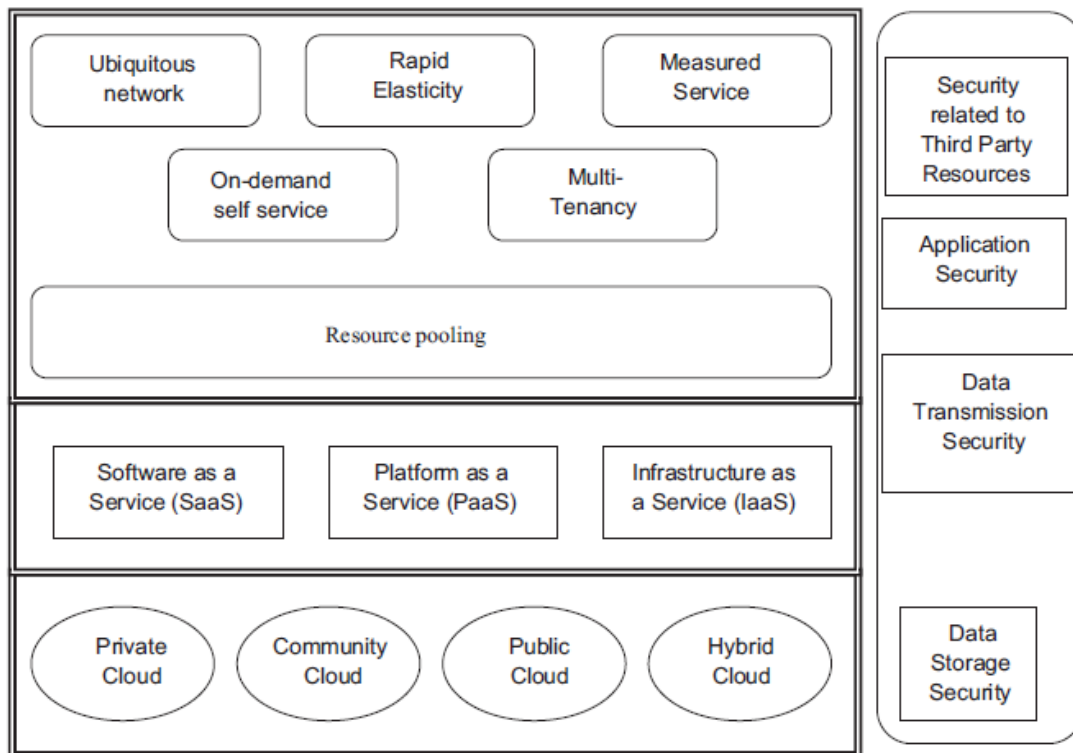 Ubiquitous
network
Rapid
Elasticity
Measured
Service
On-demand
self service
Multi-
Tenancy
Resource pooling
Software as a
Service (SaaS)
Platform as a
Service (PaaS)
Infrastructure as
a Service (IaaS)
Private
Cloud
Community
Cloud
Public
Cloud
Hybrid
Cloud
Security
related to
Third Party
Resources
Application
Security
Data
Transmission
Security
Data
Storage
Security